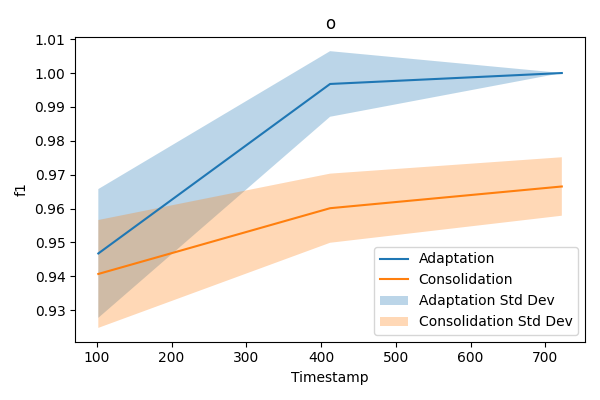 o
1.01
1.00
0.99
0.98
0.97
0.96
0.95
0.94
0.93
f1
100 200 300 400 500 600 700
Timestamp
Adaptation
Consolidation
Adaptation Std Dev
Consolidation Std Dev